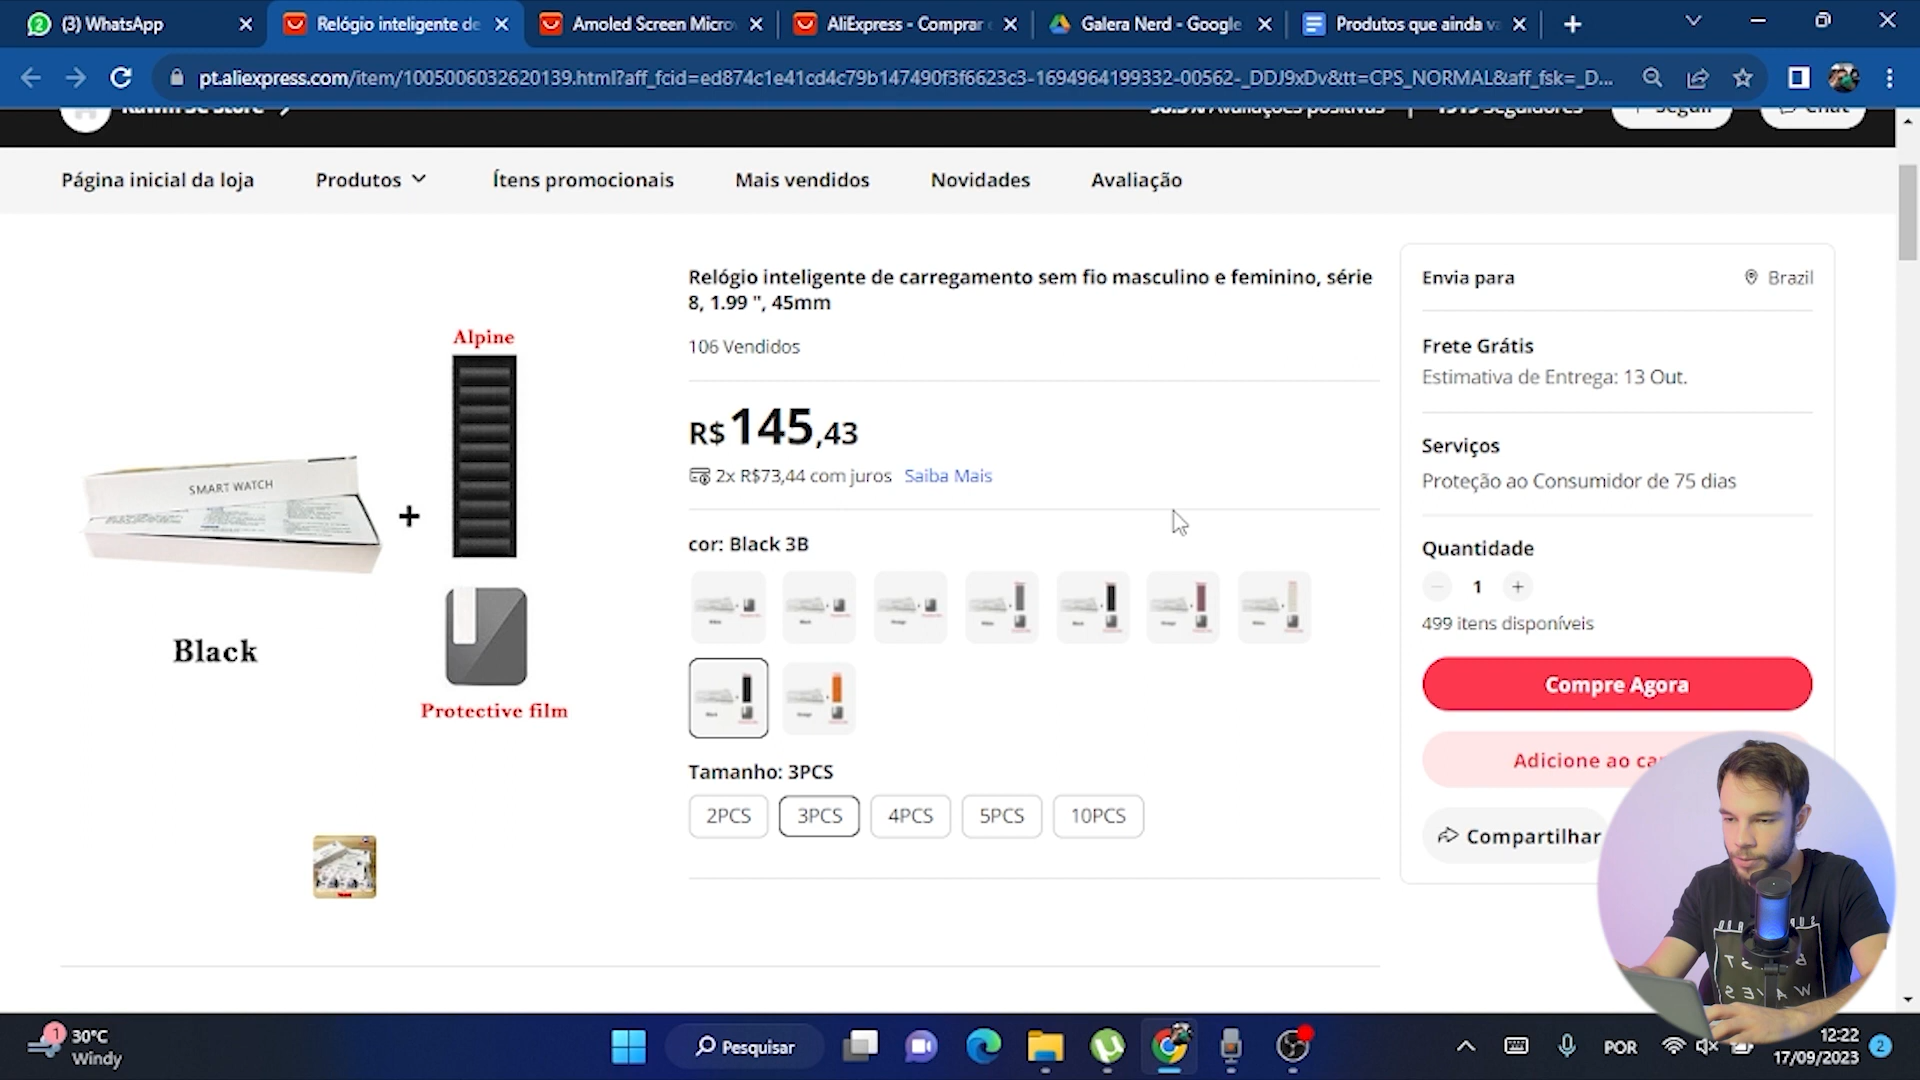 (3) WhatsApp
Relógio inteligente de
Amoled Screen Micro
AliExpress - Comprar
Galera Nerd - Google
Produtos que ainda va
pt.aliexpress.com/item/1005006032620139.html?aff_fcid=ed874c1e41cd4c79b147490f3f6623c3-1694964199332-00562-_DDJ9xDv&tt=CPS_NORMAL&aff_fsk=_D...
Seguir
Chat
Página inicial da loja
Produtos
Ítens promocionais
Mais vendidos
Novidades
Avaliação
Relógio inteligente de carregamento sem fio masculino e feminino, série
8, 1.99 ", 45mm
106 Vendidos
R$145,43
2x R$73,44 com juros Saiba Mais
cor: Black 3B
Tamanho: 3PCS
2PCS
3PCS
4PCS
5PCS
10PCS
Alpine
SMART WATCH
+
Black
Protective film
Envia para
Brazil
Frete Grátis
Estimativa de Entrega: 13 Out.
Serviços
Proteção ao Consumidor de 75 dias
Quantidade
- 1 +
499 itens disponíveis
Compre Agora
Adicione ao ca
Compartilhar
1
30°C
Windy
Pesquisar
POR
12:22
17/09/2023
2